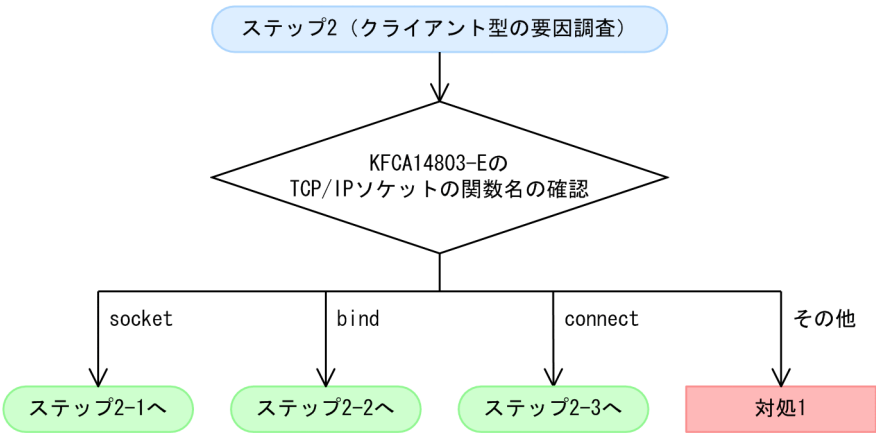 ステップ2（クライアント型の要因調査）
KFCA14803-Eの
TCP/IPソケットの関数名の確認
socket
bind
connect
その他
ステップ2-1へ
ステップ2-2へ
ステップ2-3へ
対処1